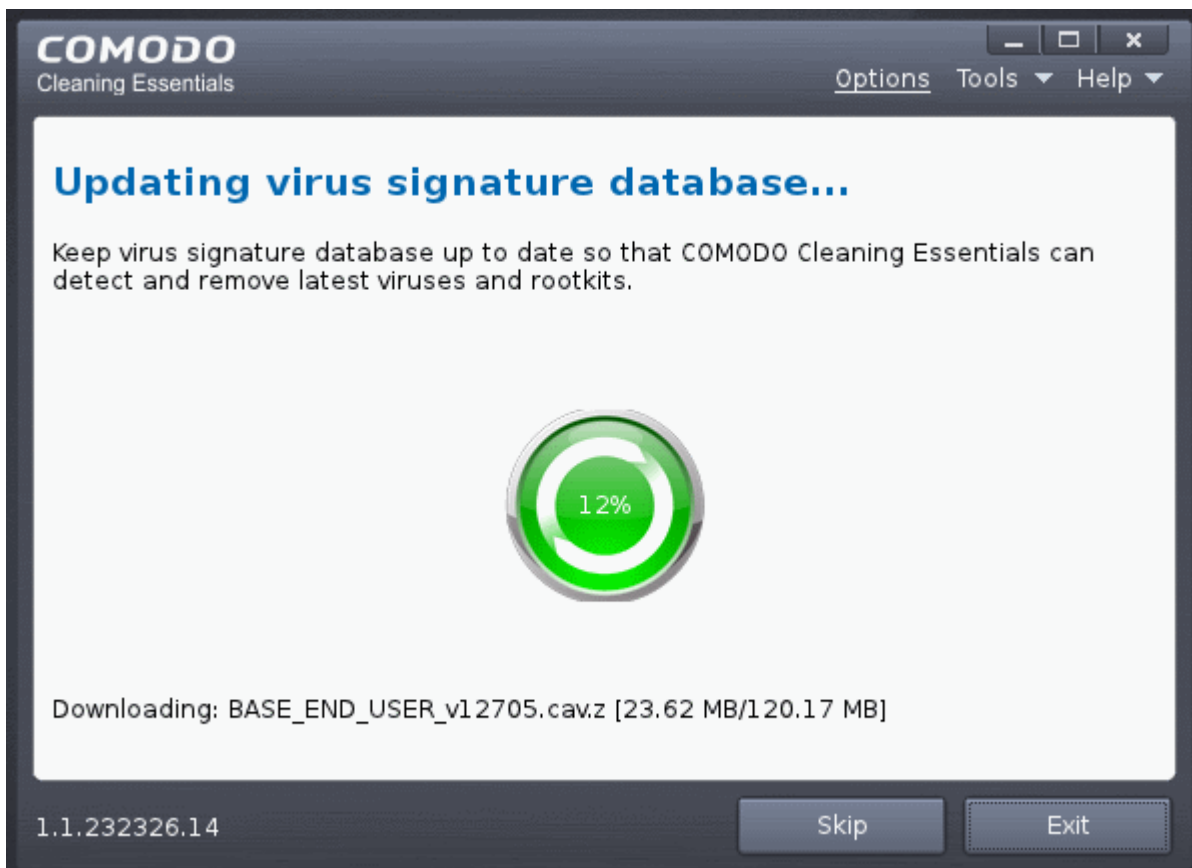 COMODO
Cleaning Essentials
Options Tools Help
Updating virus signature database...
Keep virus signature database up to date so that COMODO Cleaning Essentials can
detect and remove latest viruses and rootkits.
12%
Downloading: BASE_END_USER_v12705.cav.z [23.62 MB/120.17 MB]
1.1.232326.14
Skip Exit